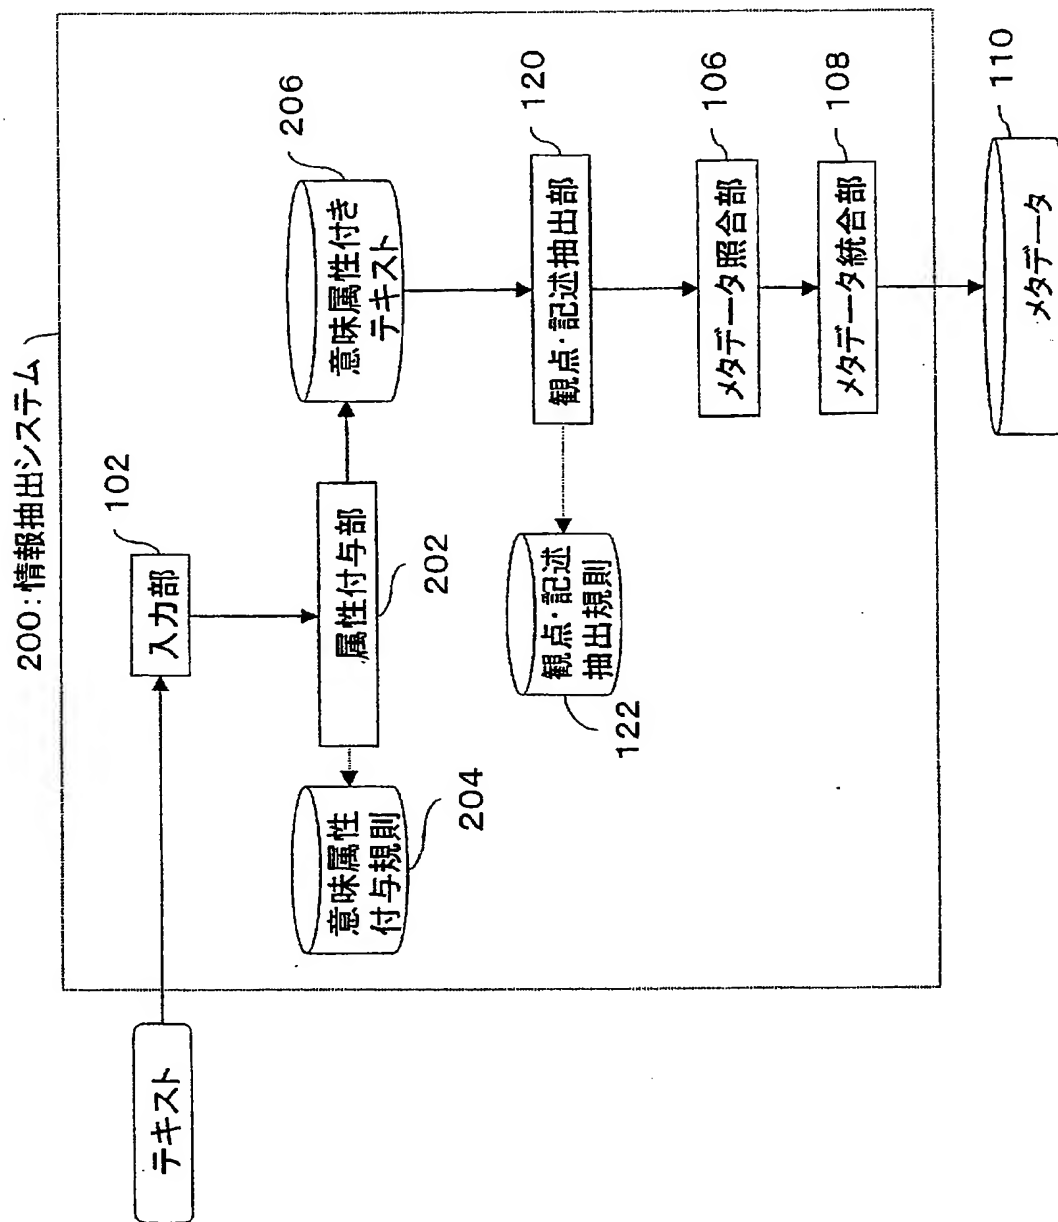 200:情報抽出システム
テキスト
102
入力部
206
意味属性付き
テキスト
属性付与部
202
意味属性
付与規則
204
120
観点・記述抽出部
観点・記述
抽出規則
122
106
メタデータ照合部
108
メタデータ統合部
110
メタデータ